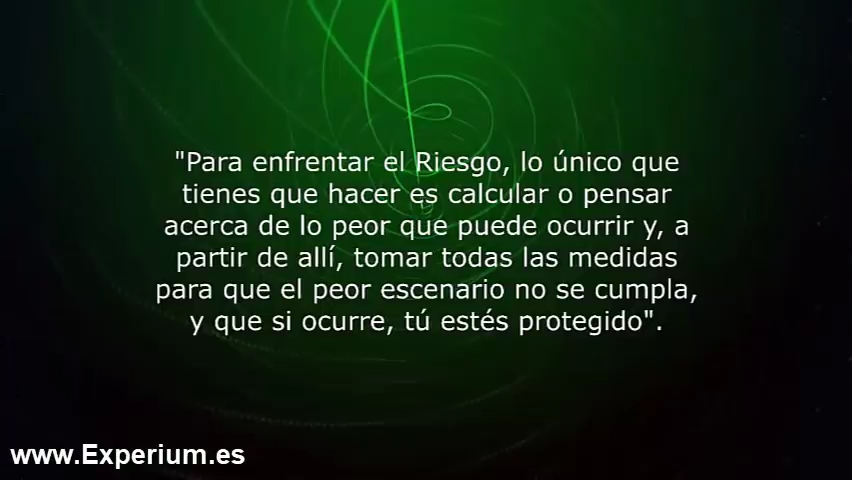 "Para enfrentar el Riesgo, lo único que
tienes que hacer es calcular o pensar
acerca de lo peor que puede ocurrir y, a
partir de allí, tomar todas las medidas
para que el peor escenario no se cumpla,
y que si ocurre, tú estés protegido".
www.Experium.es